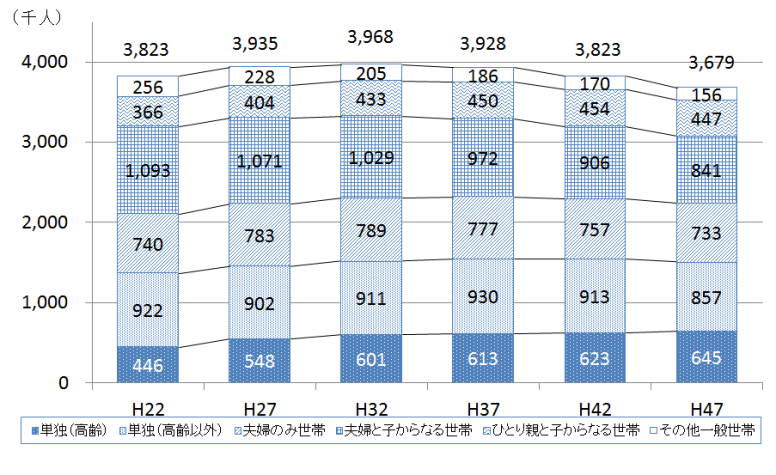 （千人）
3,823 3,935 3,968 3,928 3,823 3,679
4,000
256 228 205 186 170 156
366 404 433 450 454 447
3,000
1,093 1,071 1,029 972 906 841
2,000
740 783 789 777 757 733
1,000
922 902 911 930 913 857
446 548 601 613 623 645
0
H22 H27 H32 H37 H42 H47
単独（高齢） 単独（高齢以外） 夫婦のみ世帯 夫婦と子からなる世帯 ひとり親と子からなる世帯 その他一般世帯